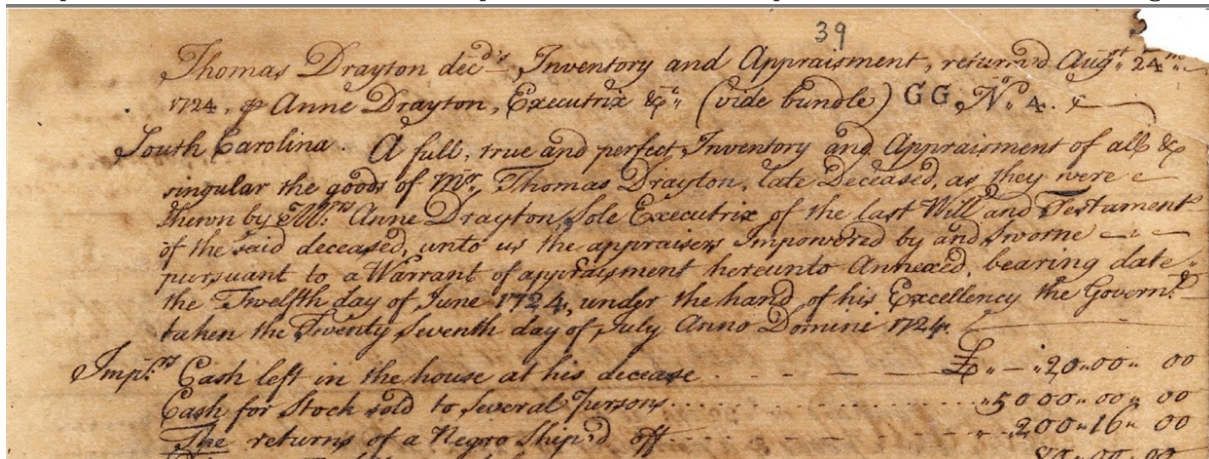 39
Thomas Drayton decd's Inventory and Appraisment, return'd Augst 24th
1724, Anne Drayton, Executrix &c (vide bundle) GG, No 4.
South Carolina. A full, true and perfect Inventory and Appraisment of all &
singular the goods of Mr. Thomas Drayton, late Deceased, as they were
shewn by Mrs Anne Drayton, Sole Executrix of the last Will and Testament
of the said deceased, unto us the appraisers Impowered by and Sworne
pursuant to a Warrant of appraisment hereunto Annexed, bearing date
the Twelfth day of June 1724, under the hand of his Excellency the Governr
taken the Twenty Seventh day of July Anno Domini 1724
Imprs Cash left in the house at his decease £ 20 " 00 " 00
Cash for Stock sold to several persons 5000 " 00 " 00
The returns of a Negro Ship'd off 200 " 16 " 00